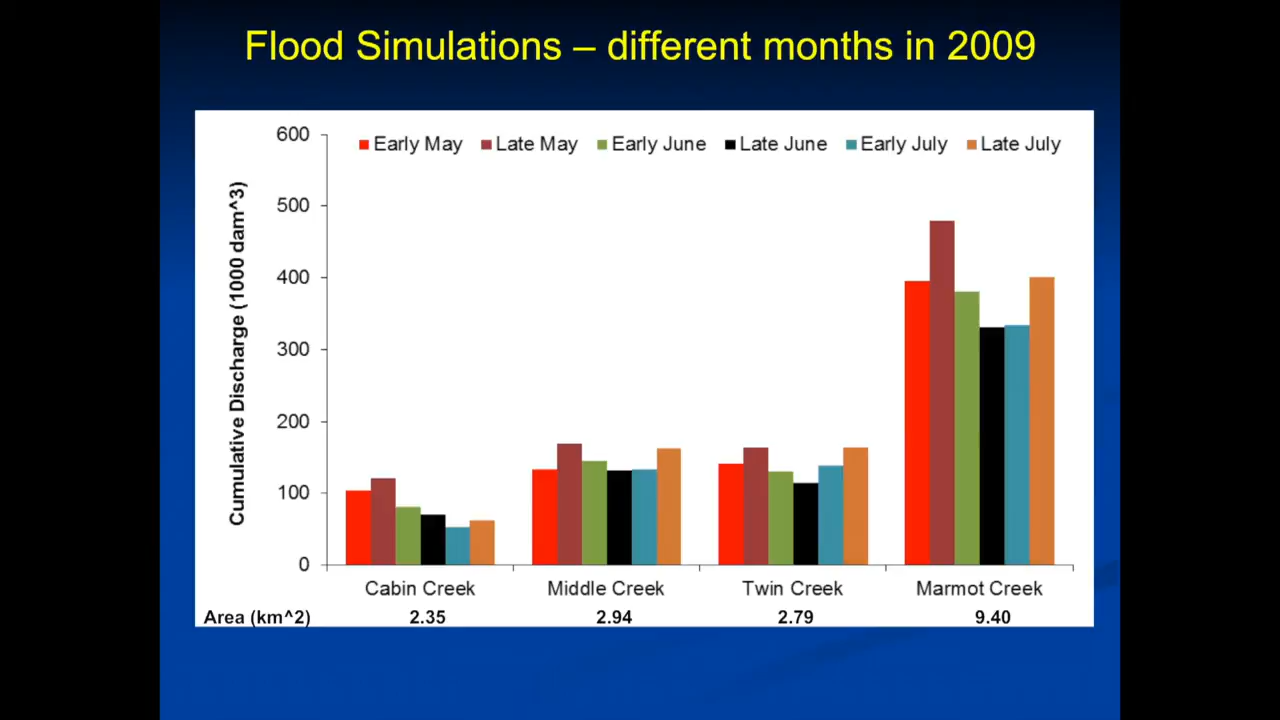 Flood Simulations – different months in 2009
Early May Late May Early June Late June Early July Late July
Cumulative Discharge (1000 dam^3)
600
500
400
300
200
100
0
Cabin Creek Middle Creek Twin Creek Marmot Creek
Area (km^2) 2.35 2.94 2.79 9.40